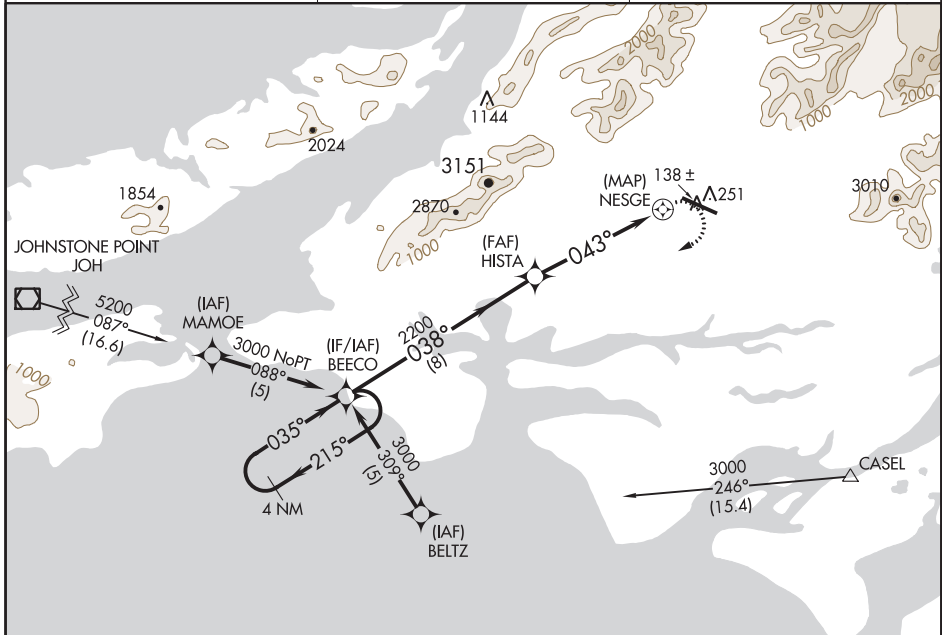 2000
1144
2024
2000
1000
3151
138 ±
251
(MAP)
NESGE
3010
1854
2870
1000
(FAF)
HISTA
043°
JOHNSTONE POINT
JOH
5200
087°
(16.6)
(IAF)
MAMOE
3000 NoPT
088°
(5)
(IF/IAF)
BEECO
2200
038°
(8)
1000
035°
215°
4 NM
3000
309°
(5)
(IAF)
BELTZ
3000
246°
(15.4)
CASEL